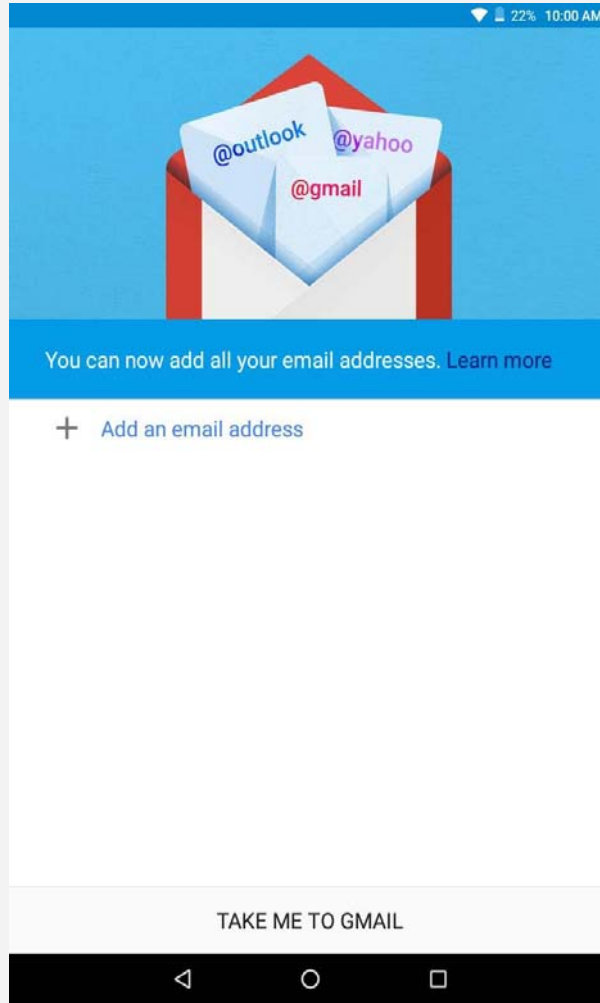 22% 10:00 AM
@outlook
@yahoo
@gmail
You can now add all your email addresses. Learn more
Add an email address
TAKE ME TO GMAIL